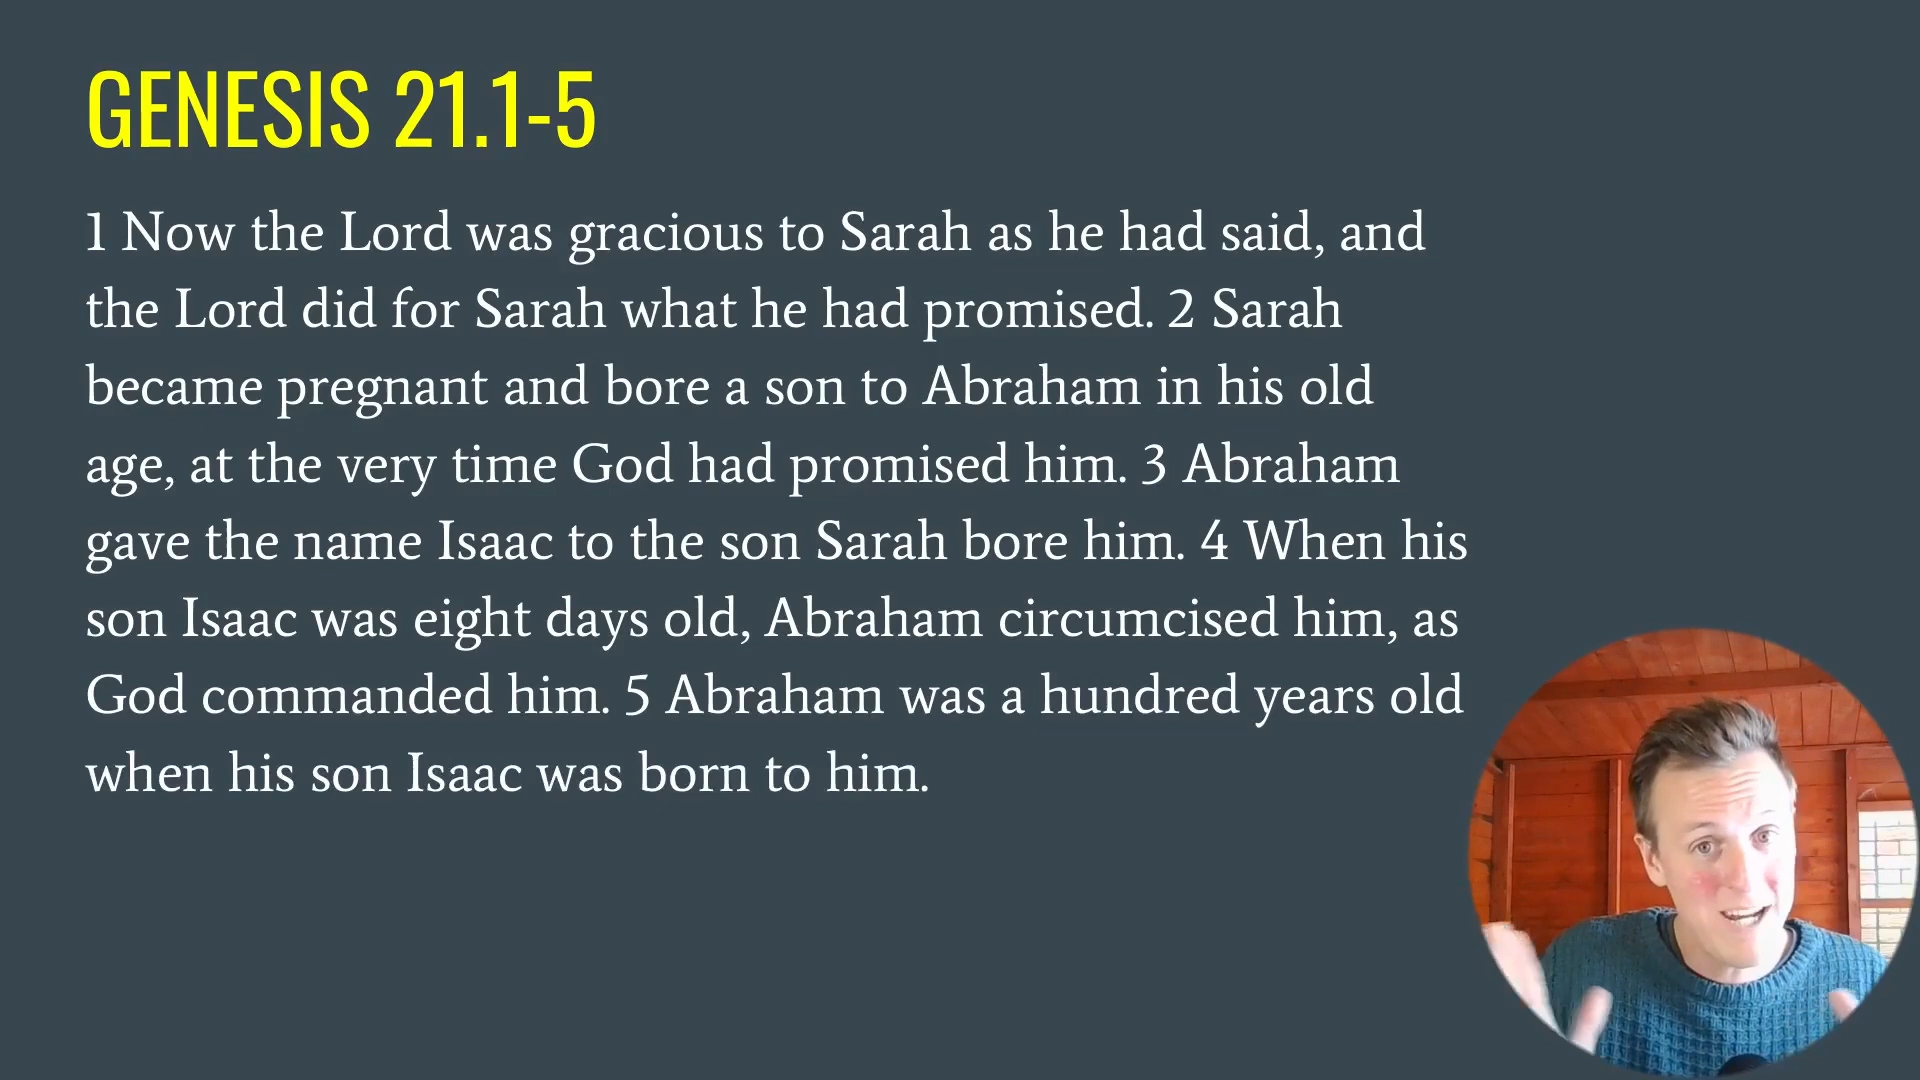 GENESIS 21.1-5
1 Now the Lord was gracious to Sarah as he had said, and
the Lord did for Sarah what he had promised. 2 Sarah
became pregnant and bore a son to Abraham in his old
age, at the very time God had promised him. 3 Abraham
gave the name Isaac to the son Sarah bore him. 4 When his
son Isaac was eight days old, Abraham circumcised him, as
God commanded him. 5 Abraham was a hundred years old
when his son Isaac was born to him.